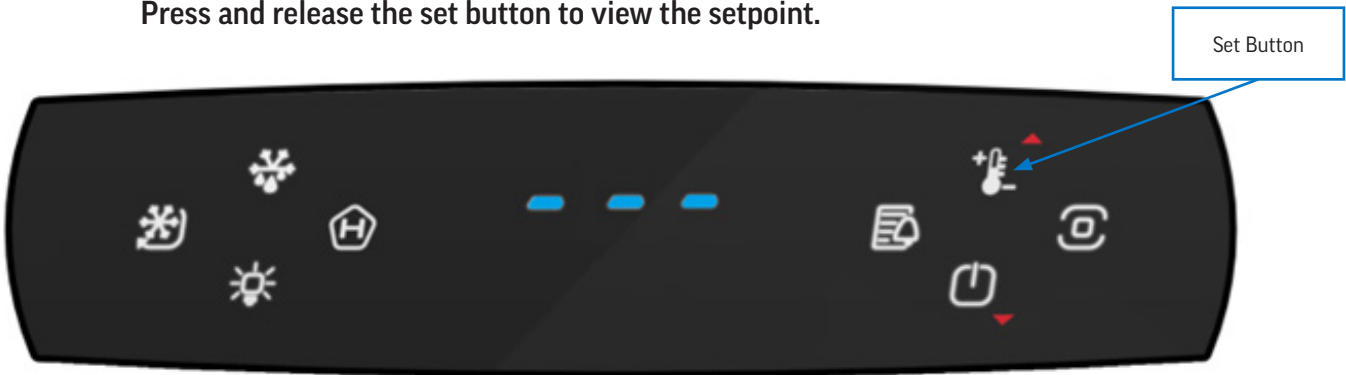 Press and release the set button to view the setpoint.
Set Button
H